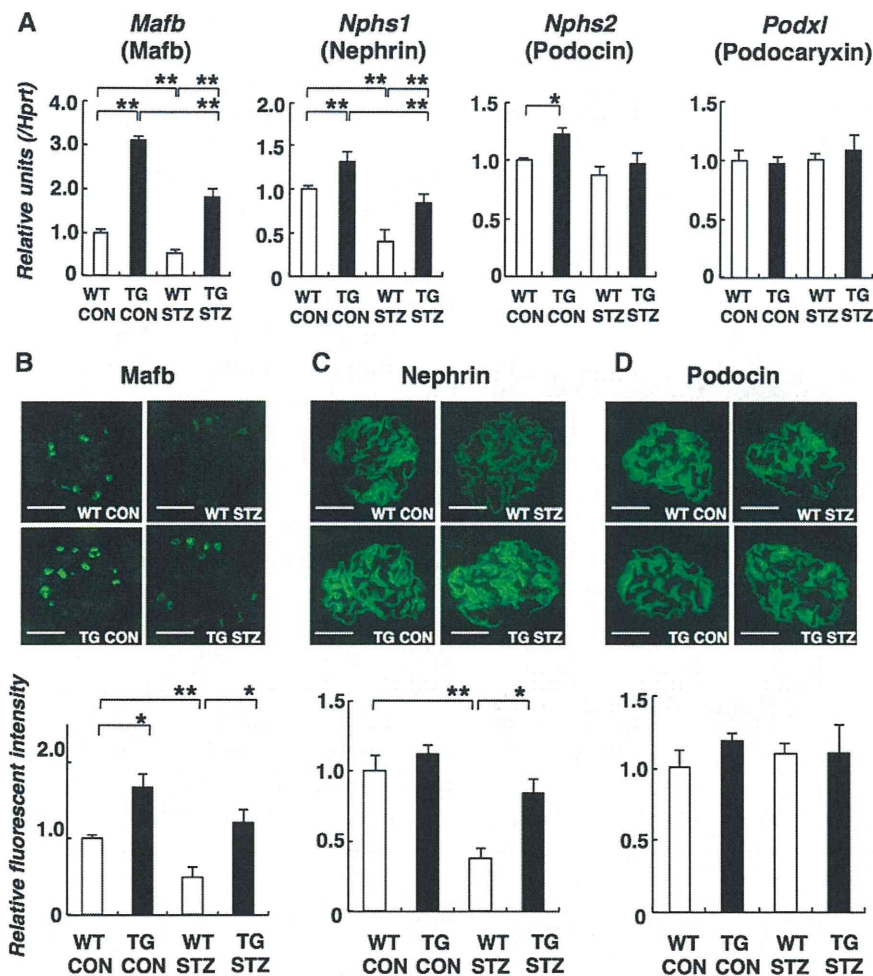 A
Mafb Nphs1 Nphs2 Podxl
(Mafb) (Nephrin) (Podocin) (Podocaryxin)
Relative units (/Hprt)
4.0
3.0
2.0
1.0
0
** **
** **
WT TG WT TG
CON CON STZ STZ
2.0
1.5
1.0
0.5
0
** **
** **
WT TG WT TG
CON CON STZ STZ
1.5
1.0
0.5
0
*
WT TG WT TG
CON CON STZ STZ
1.5
1.0
0.5
0
WT TG WT TG
CON CON STZ STZ
B C D
Mafb Nephrin Podocin
WT CON WT STZ WT CON WT STZ WT CON WT STZ
TG CON TG STZ TG CON TG STZ TG CON TG STZ
Relative fluorescent intensity
2.0
1.0
0
** *
*
WT TG WT TG
CON CON STZ STZ
1.5
1.0
0.5
0
** *
WT TG WT TG
CON CON STZ STZ
1.5
1.0
0.5
0
WT TG WT TG
CON CON STZ STZ